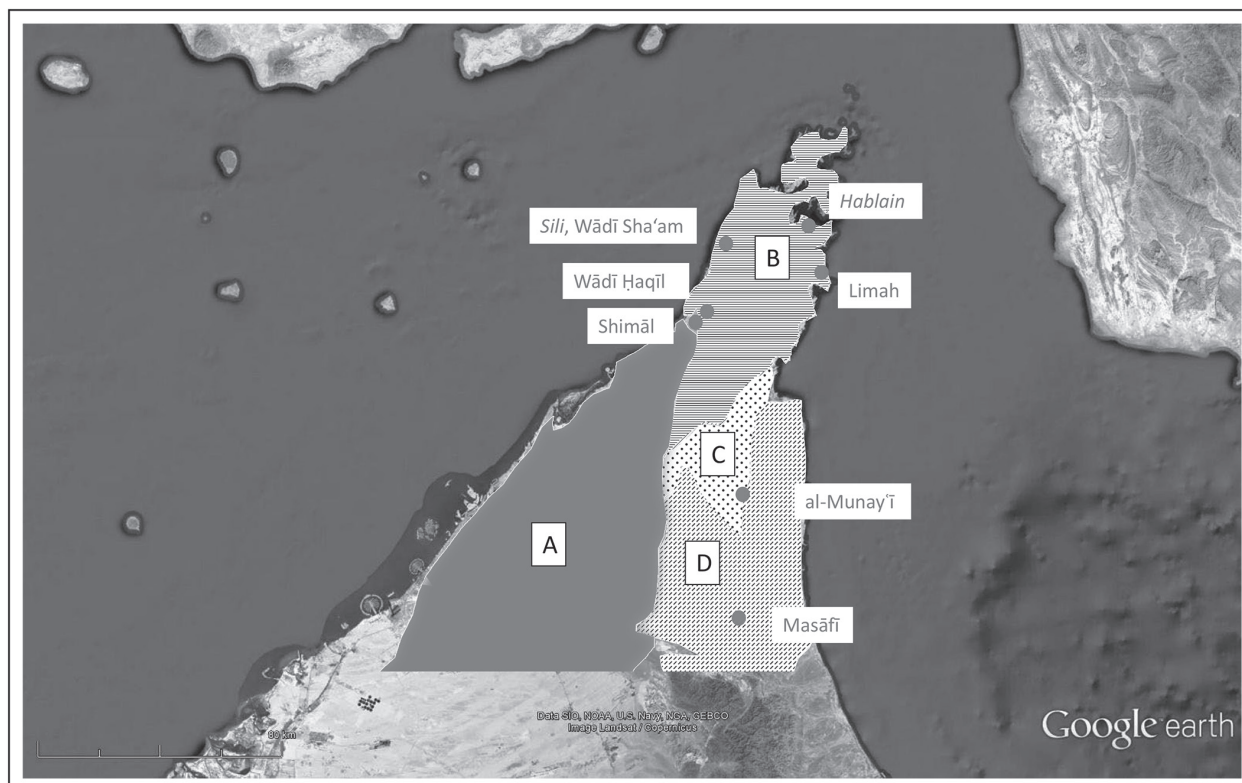 Hablain
Sili, Wādī Sha‘am
B
Wādī Ḥaqīl
Limah
Shimāl
C
al-Munay‘ī
A
D
Masāfī
Data SIO, NOAA, U.S. Navy, NGA, GEBCO
Image Landsat / Copernicus
80 km
Google earth